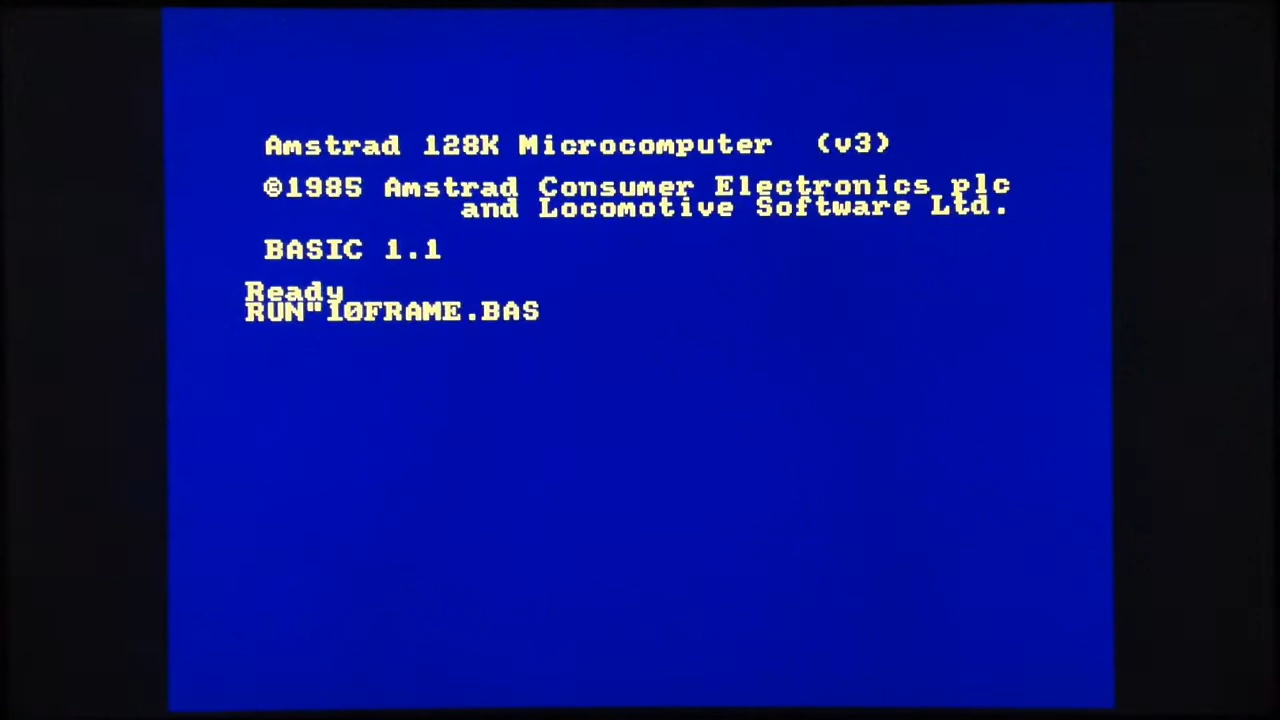 Amstrad 128K Microcomputer (v3)
©1985 Amstrad Consumer Electronics plc
and Locomotive Software Ltd.
BASIC 1.1
Ready
RUN"10FRAME.BAS